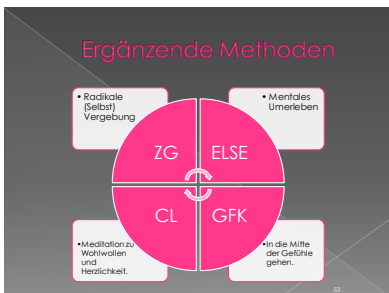 Ergänzende Methoden
• Radikale
(Selbst)
Vergebung
• Mentales
Umerleben
ZG
ELSE
CL
GFK
•Meditation zu
Wohlwollen
und
Herzlichkeit.
•In die Mitte
der Gefühle
gehen.
53